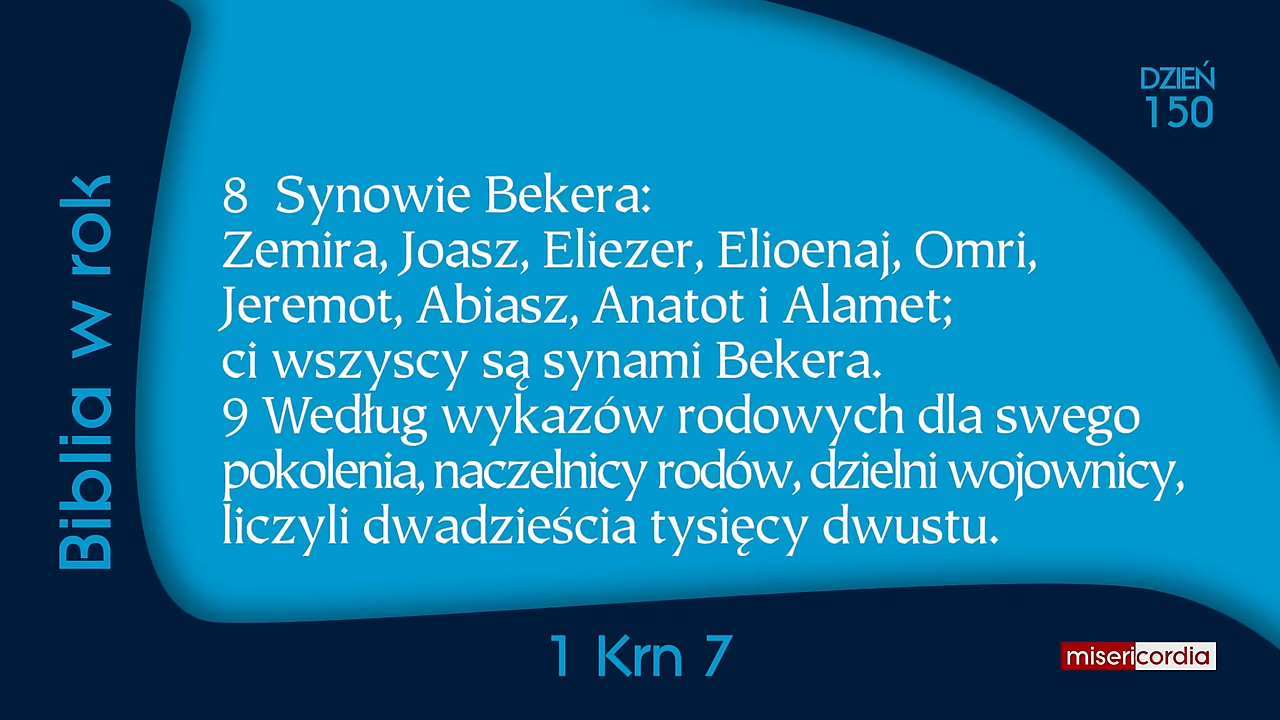 DZIEŃ
150
Biblia w rok
8 Synowie Bekera:
Zemira, Joasz, Eliezer, Elioenaj, Omri,
Jeremot, Abiasz, Anatot i Alamet;
ci wszyscy są synami Bekera.
9 Według wykazów rodowych dla swego
pokolenia, naczelnicy rodów, dzielni wojownicy,
liczyli dwadzieścia tysięcy dwustu.
1 Krn 7
misericordia